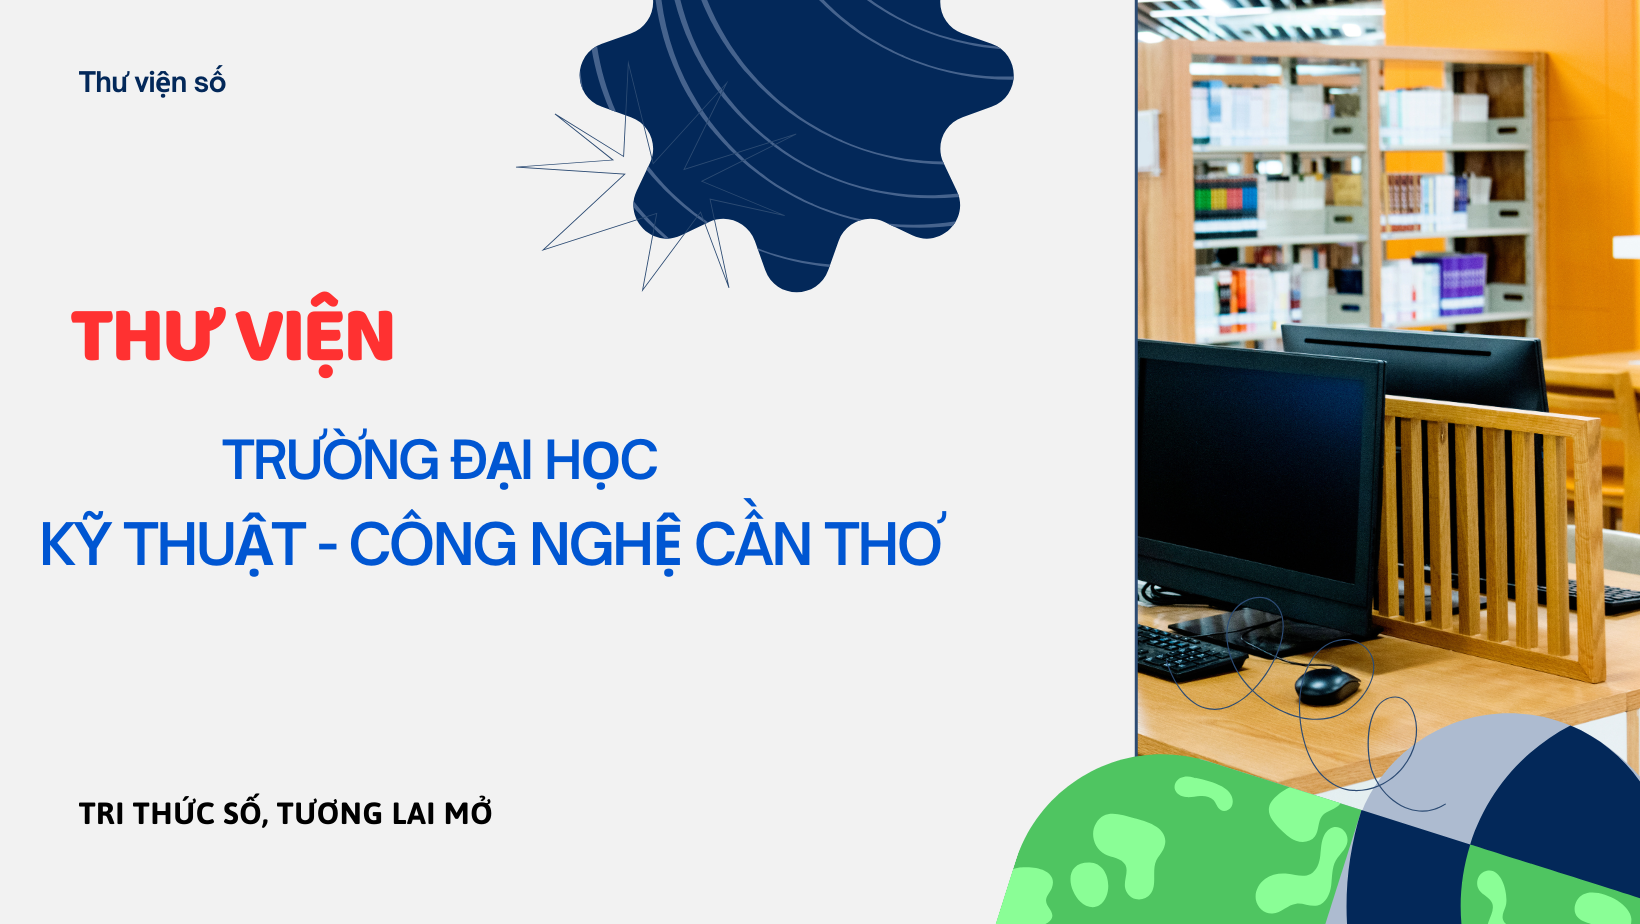 Thư viện số
THƯ VIỆN
TRƯỜNG ĐẠI HỌC
KỸ THUẬT - CÔNG NGHỆ CẦN THƠ
TRI THỨC SỐ, TƯƠNG LAI MỞ